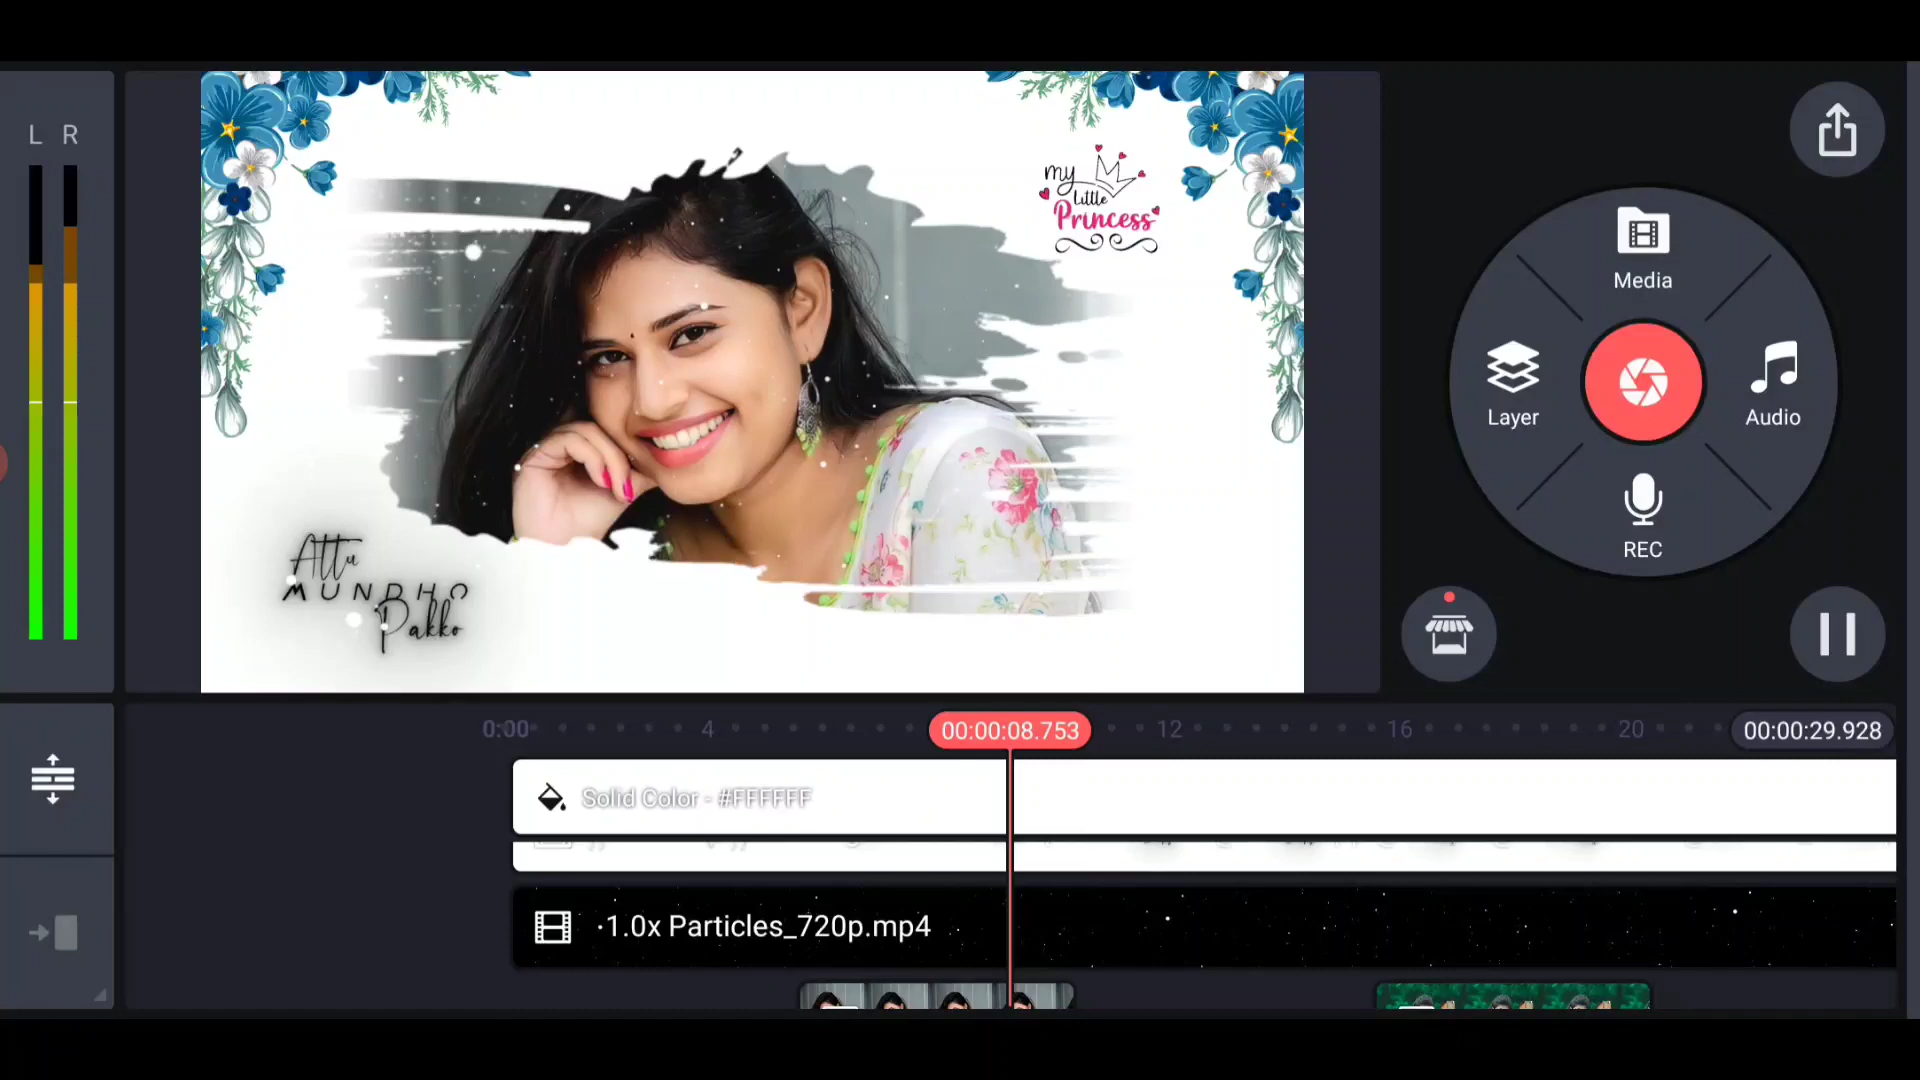 L R
my
Little
Princess
Attu
MUNDHO
Pakko
Media
Layer
Audio
REC
0:00 4 00:00:08.753 12 16 20 00:00:29.928
Solid Color - #FFFFFF
1.0x Particles_720p.mp4